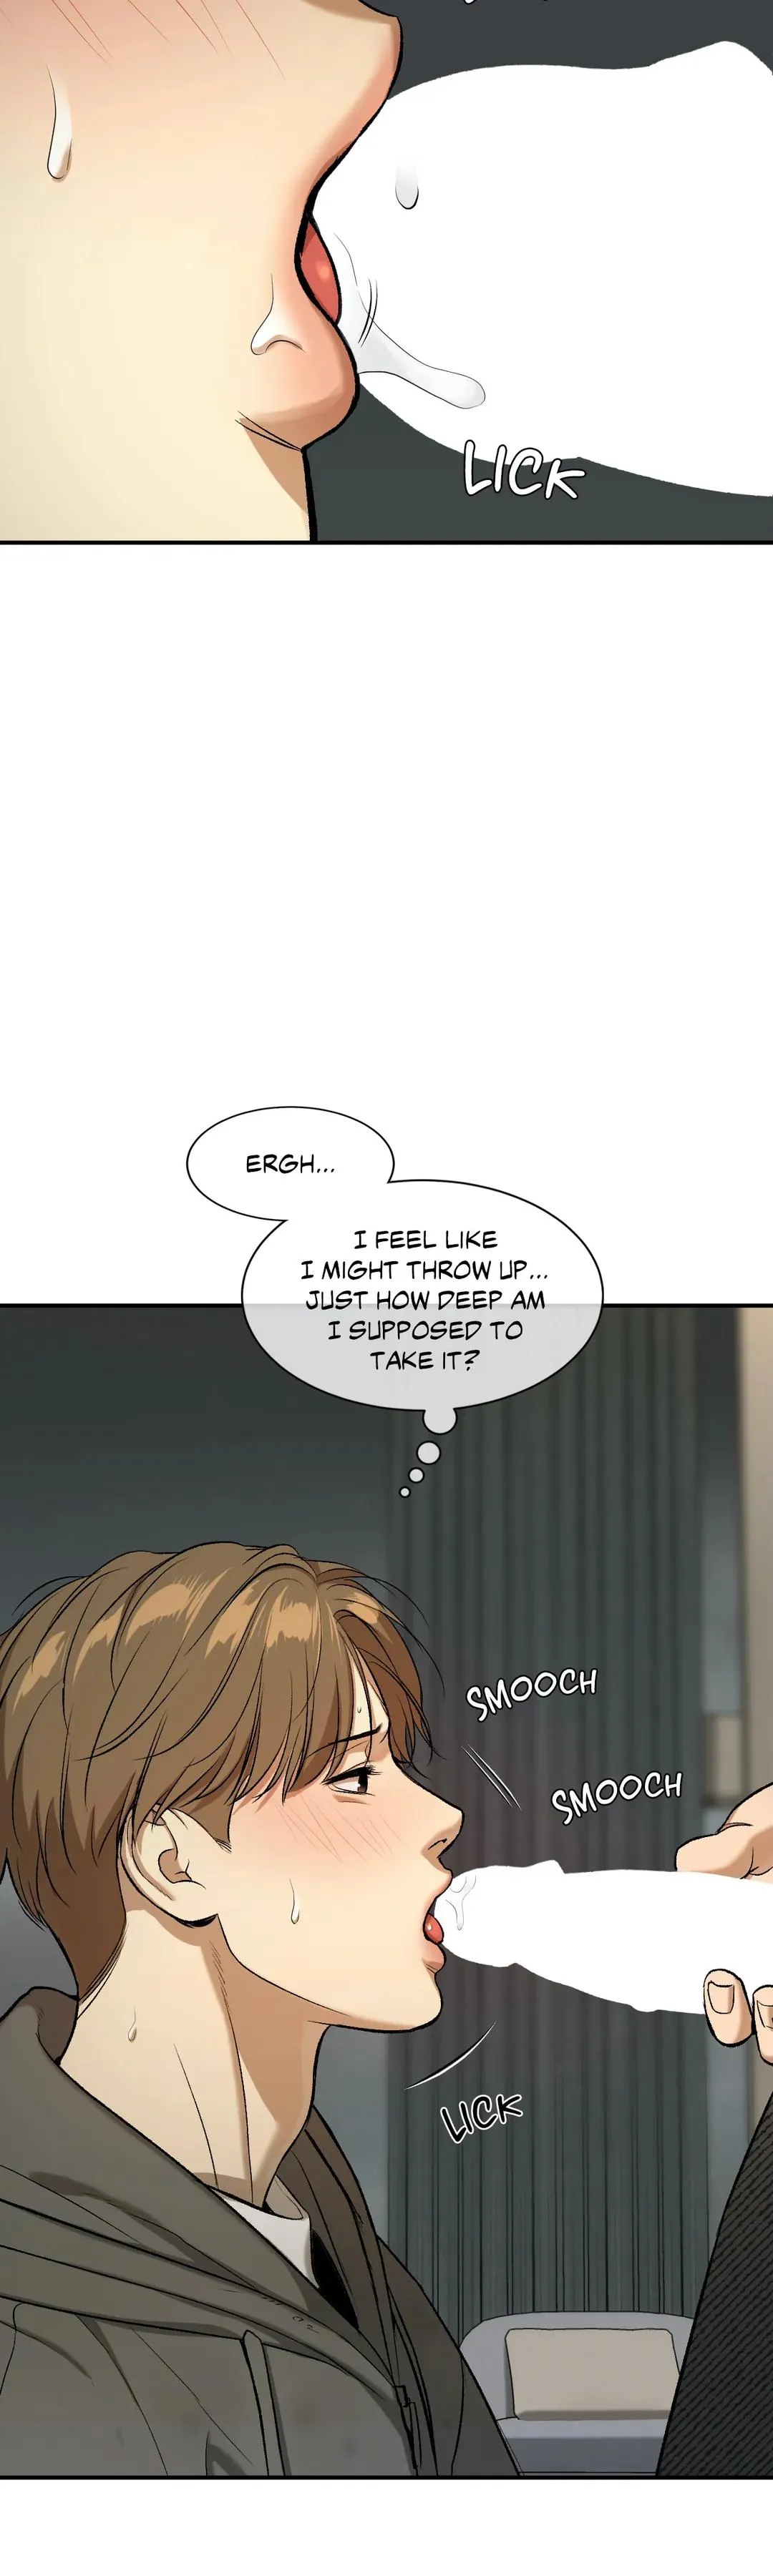 LICK
ERGH...
I FEEL LIKE
I MIGHT THROW UP...
JUST HOW DEEP AM
I SUPPOSED TO
TAKE IT?
SMOOCH
SMOOCH
LICK